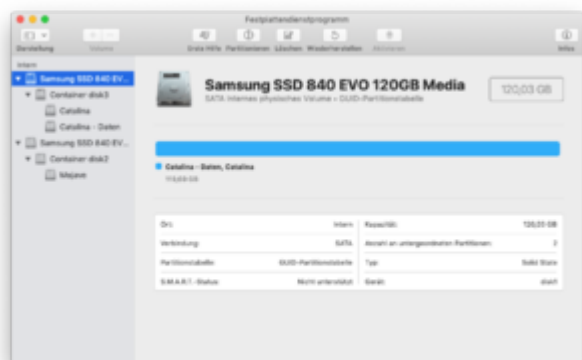 Festplattendienstprogramm
Darstellung Volume Erste Hilfe Partitionieren Löschen Wiederherstellen Aktivieren Infos
Intern
Samsung SSD 840 EV...
Container disk3
Catalina
Catalina - Daten
Samsung SSD 840 EV...
Container disk2
Mojave
Samsung SSD 840 EVO 120GB Media
SATA internes physisches Volume • GUID-Partitionstabelle
120,03 GB
Catalina - Daten, Catalina
Ort: Intern Kapazität: 120,03 GB
Verbindung: SATA Anzahl an untergeordneten Partitionen: 2
Partitionstabelle: GUID-Partitionstabelle Typ: Solid State
S.M.A.R.T.-Status: Nicht unterstützt Gerät: